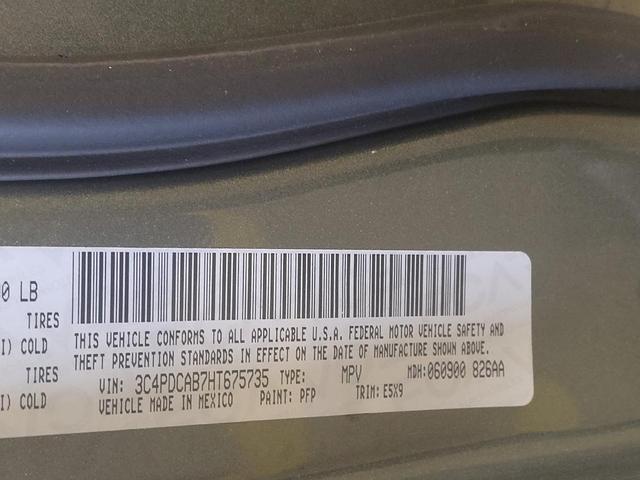 0 LB
TIRES
I) COLD
TIRES
I) COLD
THIS VEHICLE CONFORMS TO ALL APPLICABLE U.S.A. FEDERAL MOTOR VEHICLE SAFETY AND
THEFT PREVENTION STANDARDS IN EFFECT ON THE DATE OF MANUFACTURE SHOWN ABOVE.
VIN: 3C4PDCAB7HT675735 TYPE: MPV MDH:060900 826AA
VEHICLE MADE IN MEXICO PAINT: PFP TRIM: E5X9